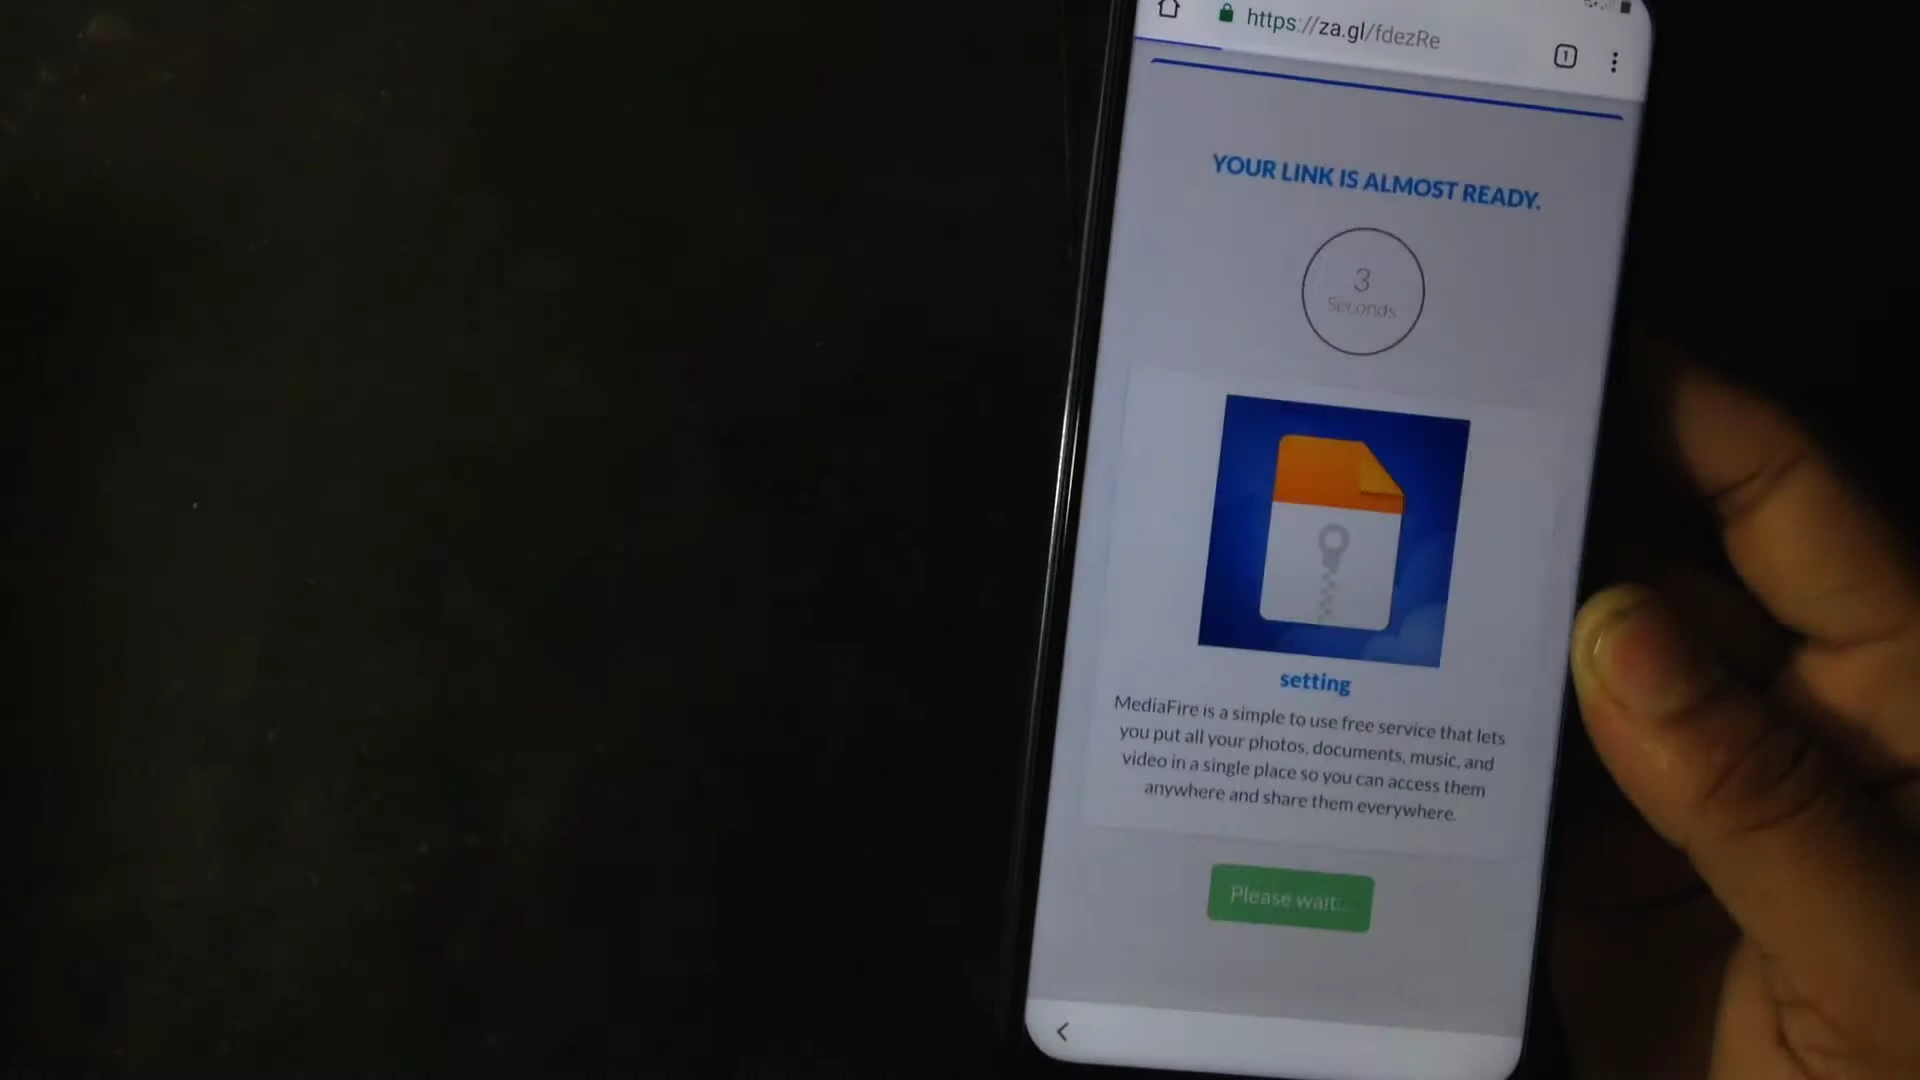 https://za.gl/fdezRe
1
YOUR LINK IS ALMOST READY.
3
Seconds
setting
MediaFire is a simple to use free service that lets
you put all your photos, documents, music, and
video in a single place so you can access them
anywhere and share them everywhere.
Please wait...